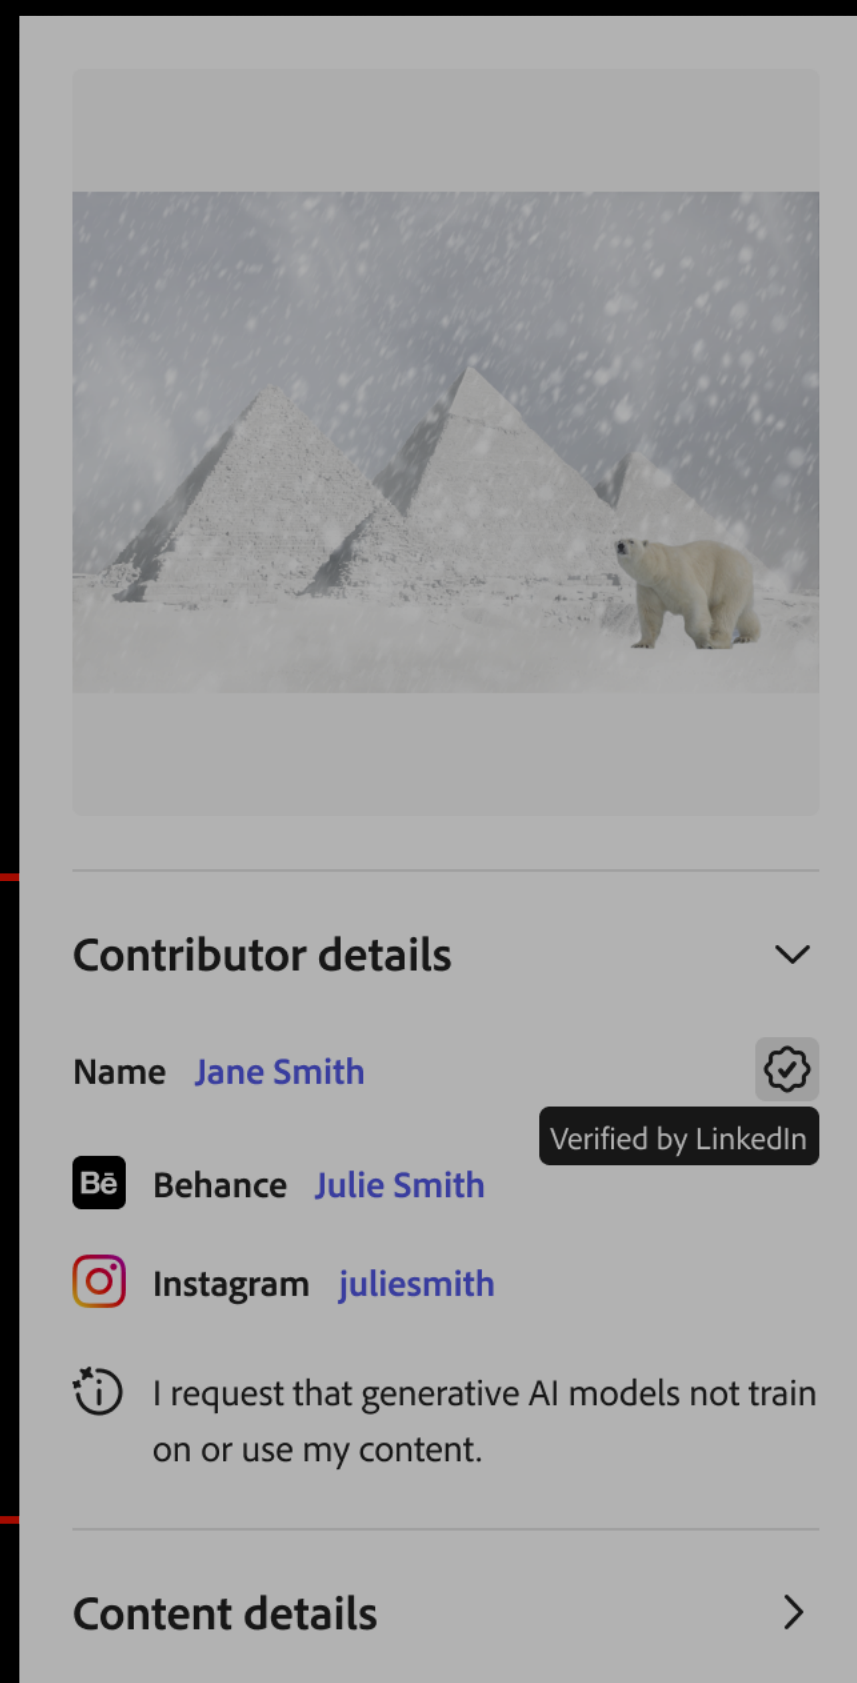 Contributor details
Name Jane Smith
Verified by LinkedIn
Bē Behance Julie Smith
Instagram juliesmith
I request that generative AI models not train
on or use my content.
Content details